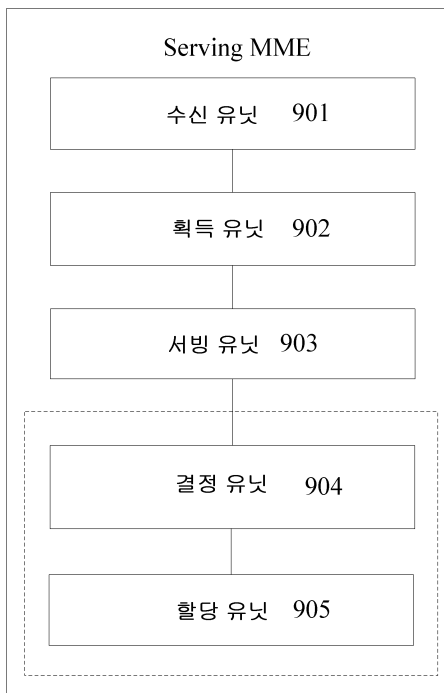 Serving MME
수신 유닛 901
획득 유닛 902
서빙 유닛 903
결정 유닛 904
할당 유닛 905